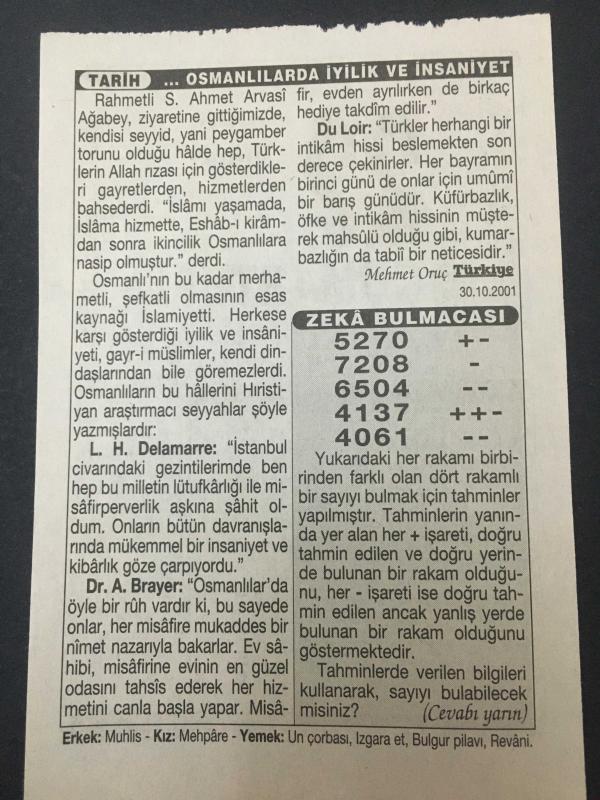 TARİH ... OSMANLILARDA İYİLİK VE İNSANİYET
Rahmetli S. Ahmet Arvasî
Ağabey, ziyaretine gittiğimizde,
kendisi seyyid, yani peygamber
torunu olduğu hâlde hep, Türk-
lerin Allah rızası için gösterdikle-
ri gayretlerden, hizmetlerden
bahsederdi. “İslâmı yaşamada,
İslâma hizmette, Eshâb-ı kirâm-
dan sonra ikincilik Osmanlılara
nasip olmuştur.” derdi.
Osmanlı’nın bu kadar merha-
metli, şefkatli olmasının esas
kaynağı İslamiyetti. Herkese
karşı gösterdiği iyilik ve insâni-
yeti, gayr-i müslimler, kendi din-
daşlarından bile göremezlerdi.
Osmanlıların bu hâllerini Hıristi-
yan araştırmacı seyyahlar şöyle
yazmışlardır:
L. H. Delamarre: “İstanbul
civarındaki gezintilerimde ben
hep bu milletin lütufkârlığı ile mi-
sâfirperverlik aşkına şâhit ol-
dum. Onların bütün davranışla-
rında mükemmel bir insaniyet ve
kibârlık göze çarpıyordu.”
Dr. A. Brayer: “Osmanlılar’da
öyle bir rûh vardır ki, bu sayede
onlar, her misâfire mukaddes bir
nîmet nazarıyla bakarlar. Ev sâ-
hibi, misâfirine evinin en güzel
odasını tahsîs ederek her hiz-
metini canla başla yapar. Misâ-
fir, evden ayrılırken de birkaç
hediye takdîm edilir.”
Du Loir: “Türkler herhangi bir
intikâm hissi beslemekten son
derece çekinirler. Her bayramın
birinci günü de onlar için umûmî
bir barış günüdür. Küfürbazlık,
öfke ve intikâm hissinin müşte-
rek mahsûlü olduğu gibi, kumar-
bazlığın da tabiî bir neticesidir.”
Mehmet Oruç Türkiye
30.10.2001
ZEKÂ BULMACASI
5270 +-
7208 -
6504 --
4137 ++-
4061 --
Yukarıdaki her rakamı birbi-
rinden farklı olan dört rakamlı
bir sayıyı bulmak için tahminler
yapılmıştır. Tahminlerin yanın-
da yer alan her + işareti, doğru
tahmin edilen ve doğru yerin-
de bulunan bir rakam olduğu-
nu, her - işareti ise doğru tah-
min edilen ancak yanlış yerde
bulunan bir rakam olduğunu
göstermektedir.
Tahminlerde verilen bilgileri
kullanarak, sayıyı bulabilecek
misiniz? (Cevabı yarın)
Erkek: Muhlis - Kız: Mehpâre - Yemek: Un çorbası, Izgara et, Bulgur pilavı, Revâni.